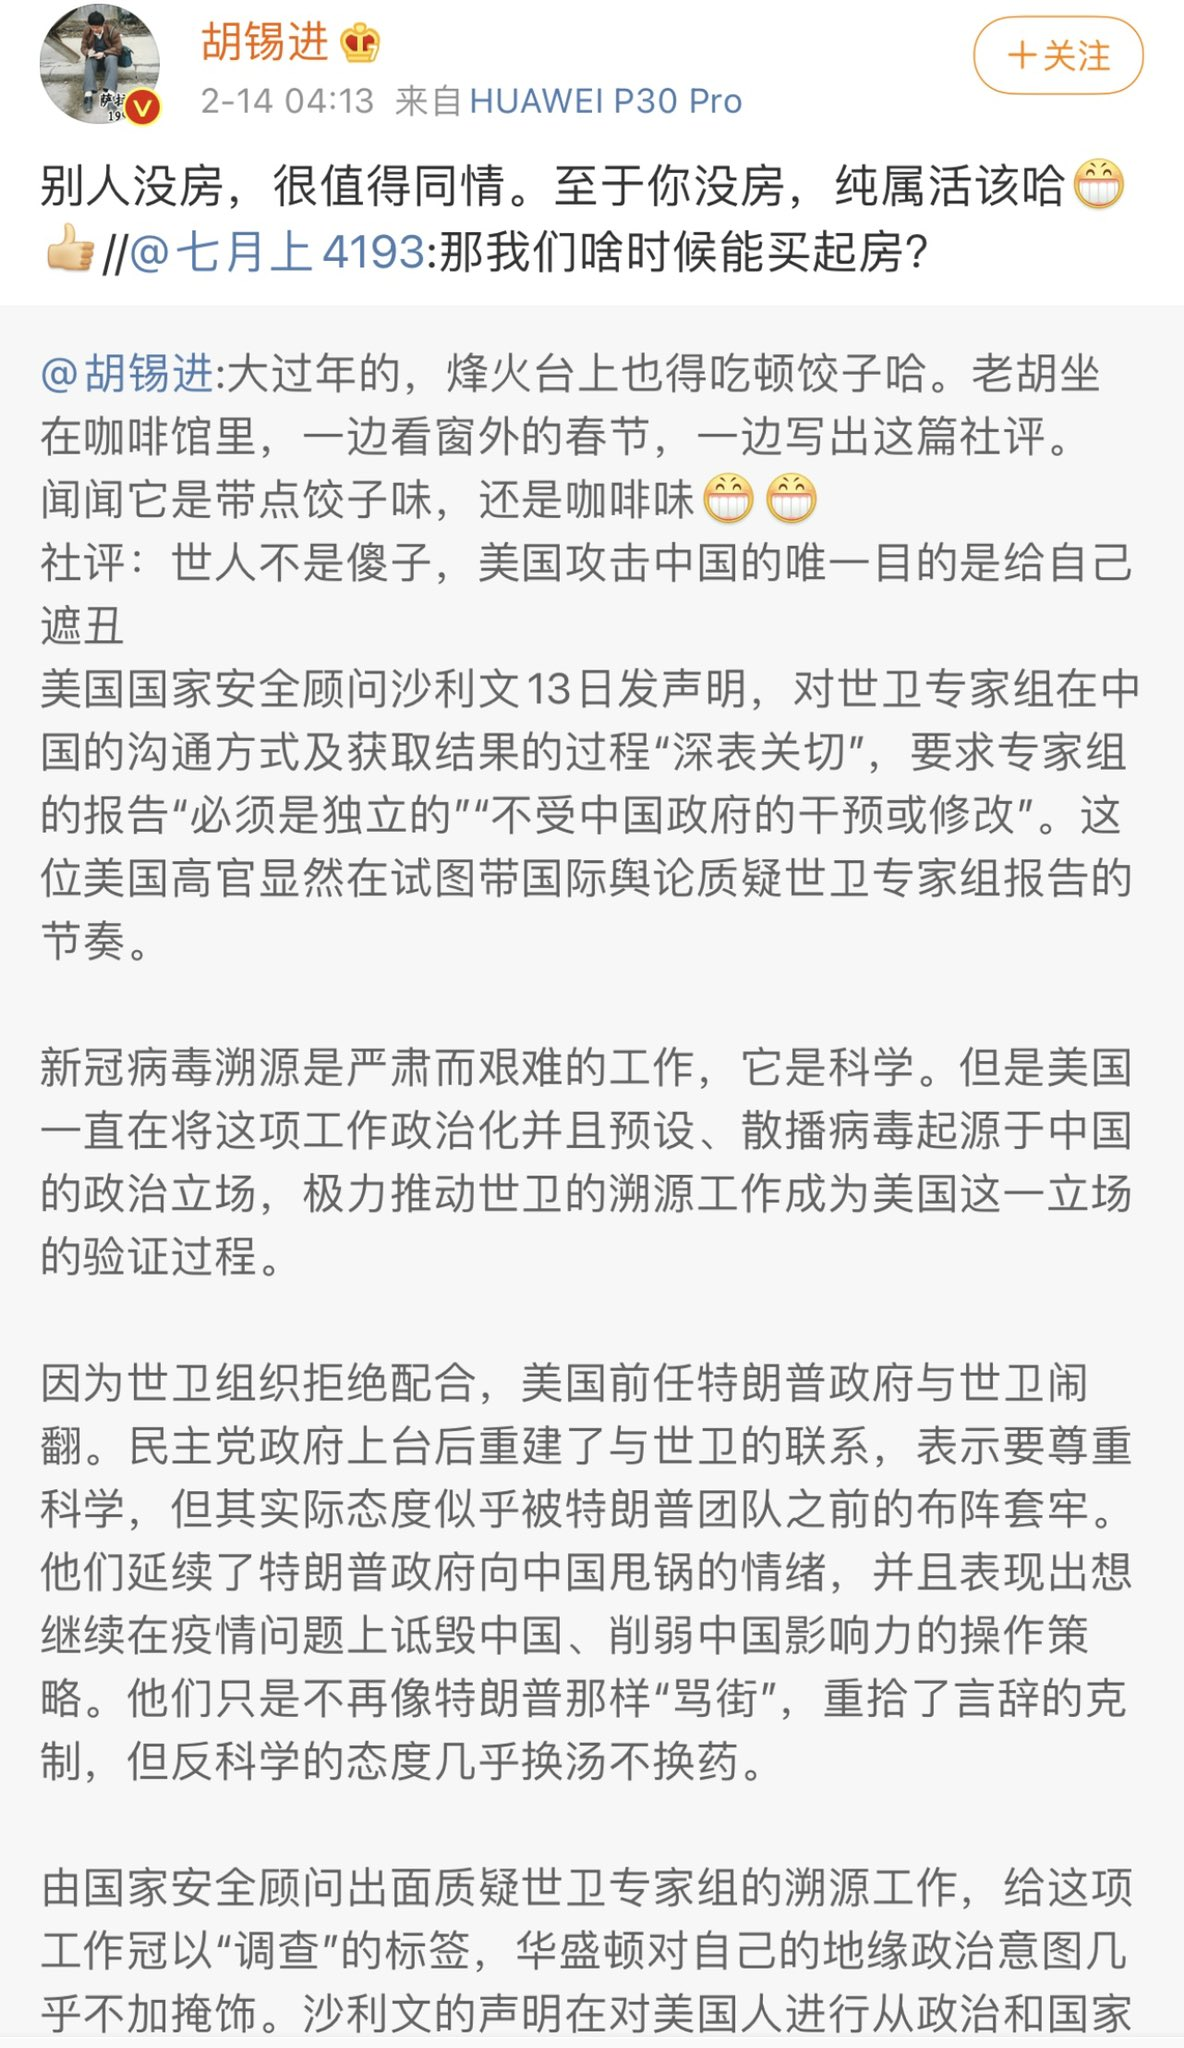 胡锡进
+关注
2-14 04:13 来自 HUAWEI P30 Pro
萨拉
199
别人没房，很值得同情。至于你没房，纯属活该哈
//@七月上4193:那我们啥时候能买起房?
@胡锡进:大过年的，烽火台上也得吃顿饺子哈。老胡坐
在咖啡馆里，一边看窗外的春节，一边写出这篇社评。
闻闻它是带点饺子味，还是咖啡味
社评：世人不是傻子，美国攻击中国的唯一目的是给自己
遮丑
美国国家安全顾问沙利文13日发声明，对世卫专家组在中
国的沟通方式及获取结果的过程“深表关切”，要求专家组
的报告“必须是独立的”“不受中国政府的干预或修改”。这
位美国高官显然在试图带国际舆论质疑世卫专家组报告的
节奏。
新冠病毒溯源是严肃而艰难的工作，它是科学。但是美国
一直在将这项工作政治化并且预设、散播病毒起源于中国
的政治立场，极力推动世卫的溯源工作成为美国这一立场
的验证过程。
因为世卫组织拒绝配合，美国前任特朗普政府与世卫闹
翻。民主党政府上台后重建了与世卫的联系，表示要尊重
科学，但其实际态度似乎被特朗普团队之前的布阵套牢。
他们延续了特朗普政府向中国甩锅的情绪，并且表现出想
继续在疫情问题上诋毁中国、削弱中国影响力的操作策
略。他们只是不再像特朗普那样“骂街”，重拾了言辞的克
制，但反科学的态度几乎换汤不换药。
由国家安全顾问出面质疑世卫专家组的溯源工作，给这项
工作冠以“调查”的标签，华盛顿对自己的地缘政治意图几
乎不加掩饰。沙利文的声明在对美国人进行从政治和国家